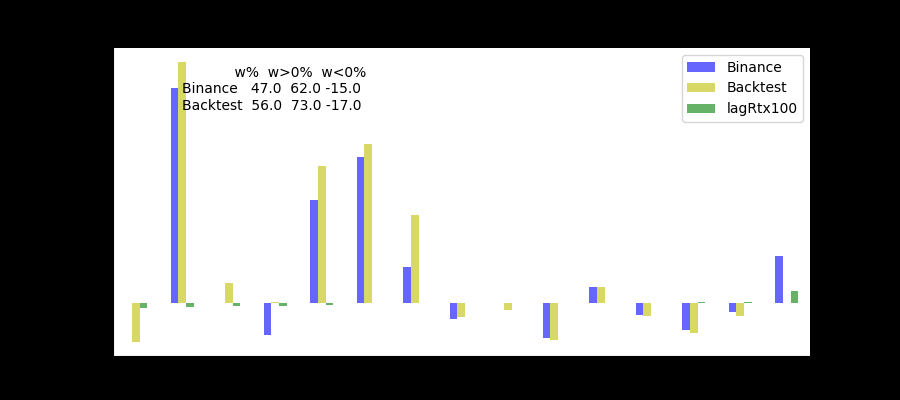 w%  w>0%  w<0%
Binance   47.0  62.0 -15.0
Backtest  56.0  73.0 -17.0
Binance
Backtest
lagRtx100